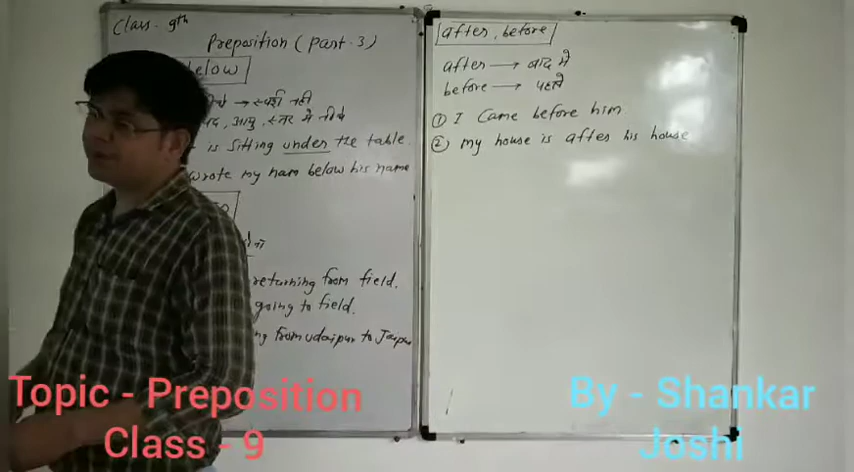 Class - 9th
Preposition (part-3)
below
→ स्पर्श नही
आयु, स्तर मे नीचे
is sitting under the table.
wrote my nam below his name
returning from field.
going to field.
from udaipur to Jaipur
after, before
after → बाद मे
before → पहले
① I came before him
② my house is after his house
Topic - Preposition
Class - 9
By - Shankar
Joshi